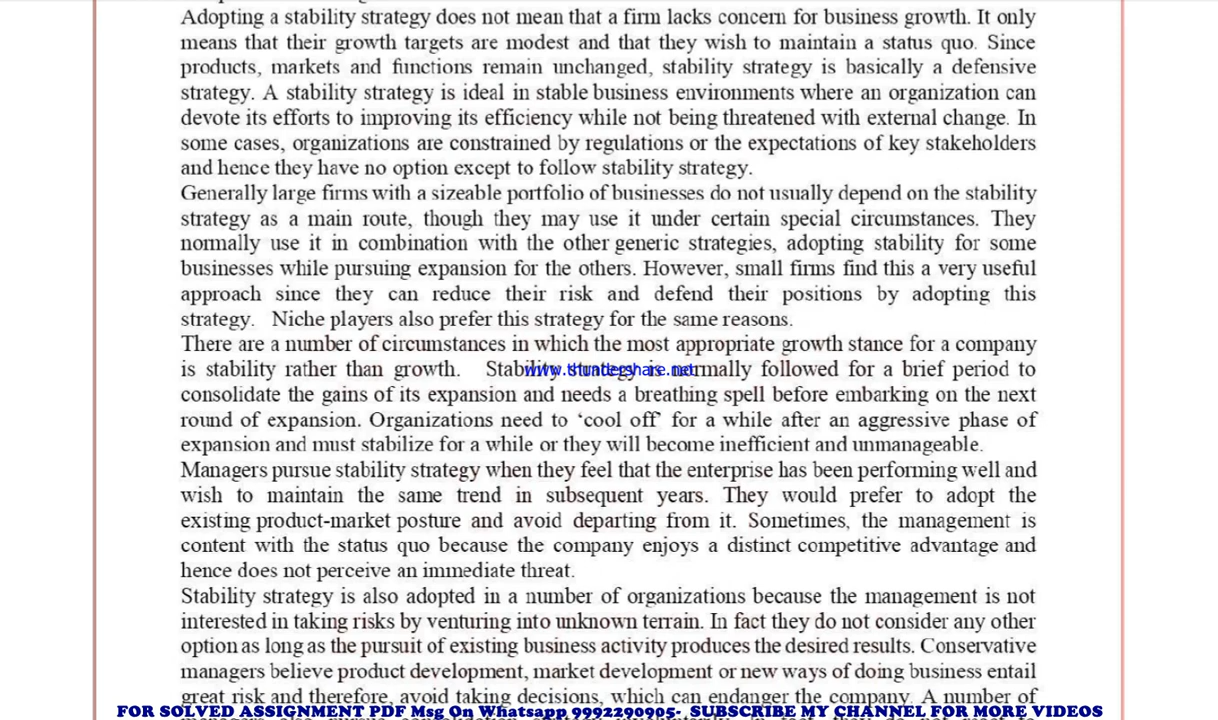 Adopting a stability strategy does not mean that a firm lacks concern for business growth. It only
means that their growth targets are modest and that they wish to maintain a status quo. Since
products, markets and functions remain unchanged, stability strategy is basically a defensive
strategy. A stability strategy is ideal in stable business environments where an organization can
devote its efforts to improving its efficiency while not being threatened with external change. In
some cases, organizations are constrained by regulations or the expectations of key stakeholders
and hence they have no option except to follow stability strategy.
Generally large firms with a sizeable portfolio of businesses do not usually depend on the stability
strategy as a main route, though they may use it under certain special circumstances. They
normally use it in combination with the other generic strategies, adopting stability for some
businesses while pursuing expansion for the others. However, small firms find this a very useful
approach since they can reduce their risk and defend their positions by adopting this
strategy. Niche players also prefer this strategy for the same reasons.
There are a number of circumstances in which the most appropriate growth stance for a company
is stability rather than growth. Stability strategy is normally followed for a brief period to
www.thundershare.net
consolidate the gains of its expansion and needs a breathing spell before embarking on the next
round of expansion. Organizations need to ‘cool off’ for a while after an aggressive phase of
expansion and must stabilize for a while or they will become inefficient and unmanageable.
Managers pursue stability strategy when they feel that the enterprise has been performing well and
wish to maintain the same trend in subsequent years. They would prefer to adopt the
existing product-market posture and avoid departing from it. Sometimes, the management is
content with the status quo because the company enjoys a distinct competitive advantage and
hence does not perceive an immediate threat.
Stability strategy is also adopted in a number of organizations because the management is not
interested in taking risks by venturing into unknown terrain. In fact they do not consider any other
option as long as the pursuit of existing business activity produces the desired results. Conservative
managers believe product development, market development or new ways of doing business entail
great risk and therefore, avoid taking decisions, which can endanger the company. A number of
FOR SOLVED ASSIGNMENT PDF Msg On Whatsapp 9992290905- SUBSCRIBE MY CHANNEL FOR MORE VIDEOS